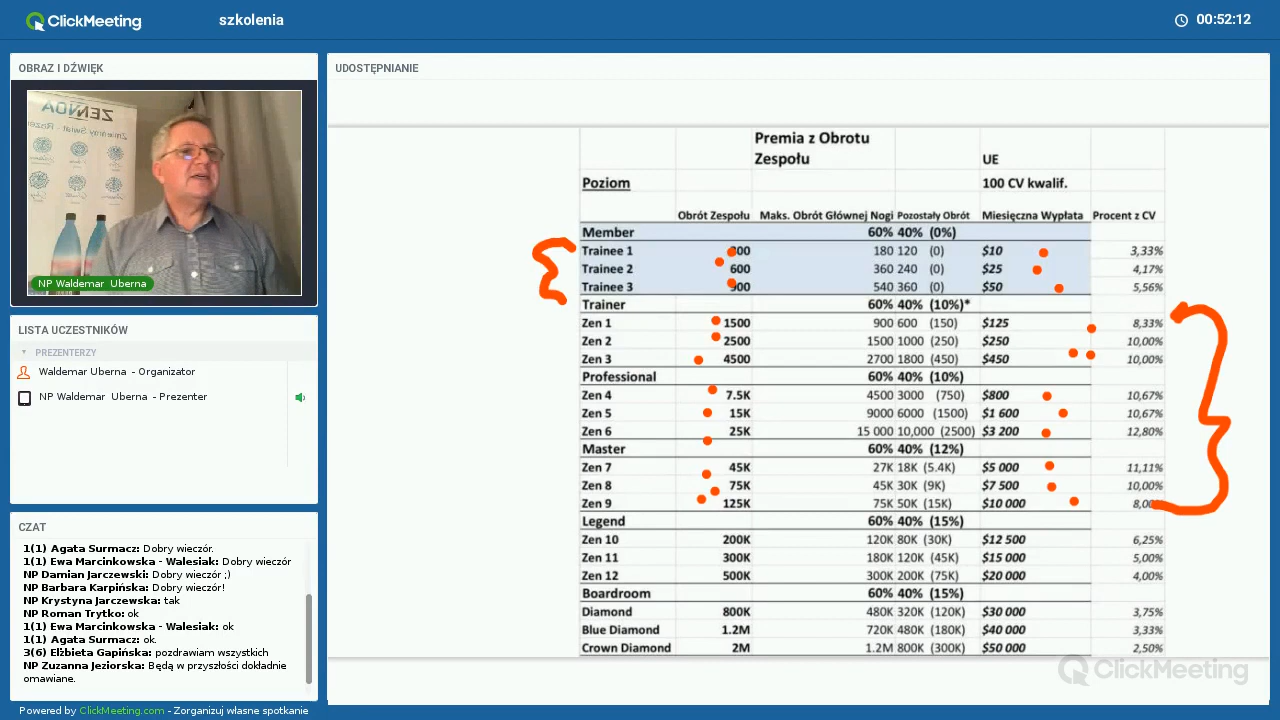 ClickMeeting
szkolenia
00:52:12
OBRAZ I DŹWIĘK
ZENNOA
NP Waldemar Uberna
LISTA UCZESTNIKÓW
PREZENTERZY
Waldemar Uberna - Organizator
NP Waldemar Uberna - Prezenter
CZAT
1(1) Agata Surmacz: Dobry wieczór.
1(1) Ewa Marcinkowska - Walesiak: Dobry wieczór
NP Damian Jarczewski: Dobry wieczór ;)
NP Barbara Karpińska: Dobry wieczór!
NP Krystyna Jarczewska: tak
NP Roman Trytko: ok
1(1) Ewa Marcinkowska - Walesiak: ok
1(1) Agata Surmacz: ok.
3(6) Elżbieta Gapińska: pozdrawiam wszystkich
NP Zuzanna Jeziorska: Będą w przyszłości dokładnie
omawiane.
Powered by ClickMeeting.com - Zorganizuj własne spotkanie
UDOSTĘPNIANIE
Premia z Obrotu
Zespołu UE
Poziom 100 CV kwalif.
Obrót Zespołu Maks. Obrót Głównej Nogi Pozostały Obrót Miesięczna Wypłata Procent z CV
Member 60% 40% (0%)
Trainee 1 300 180 120 (0) $10 3,33%
Trainee 2 600 360 240 (0) $25 4,17%
Trainee 3 900 540 360 (0) $50 5,56%
Trainer 60% 40% (10%)*
Zen 1 1500 900 600 (150) $125 8,33%
Zen 2 2500 1500 1000 (250) $250 10,00%
Zen 3 4500 2700 1800 (450) $450 10,00%
Professional 60% 40% (10%)
Zen 4 7.5K 4500 3000 (750) $800 10,67%
Zen 5 15K 9000 6000 (1500) $1 600 10,67%
Zen 6 25K 15 000 10,000 (2500) $3 200 12,80%
Master 60% 40% (12%)
Zen 7 45K 27K 18K (5.4K) $5 000 11,11%
Zen 8 75K 45K 30K (9K) $7 500 10,00%
Zen 9 125K 75K 50K (15K) $10 000 8,00%
Legend 60% 40% (15%)
Zen 10 200K 120K 80K (30K) $12 500 6,25%
Zen 11 300K 180K 120K (45K) $15 000 5,00%
Zen 12 500K 300K 200K (75K) $20 000 4,00%
Boardroom 60% 40% (15%)
Diamond 800K 480K 320K (120K) $30 000 3,75%
Blue Diamond 1.2M 720K 480K (180K) $40 000 3,33%
Crown Diamond 2M 1.2M 800K (300K) $50 000 2,50%
ClickMeeting